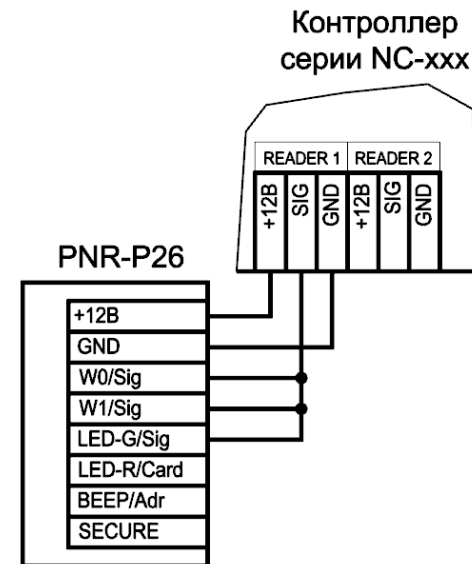 Контроллер
серии NC-xxx
READER 1 READER 2
+12В SIG GND +12В SIG GND
PNR-P26
+12В
GND
W0/Sig
W1/Sig
LED-G/Sig
LED-R/Card
BEEP/Adr
SECURE